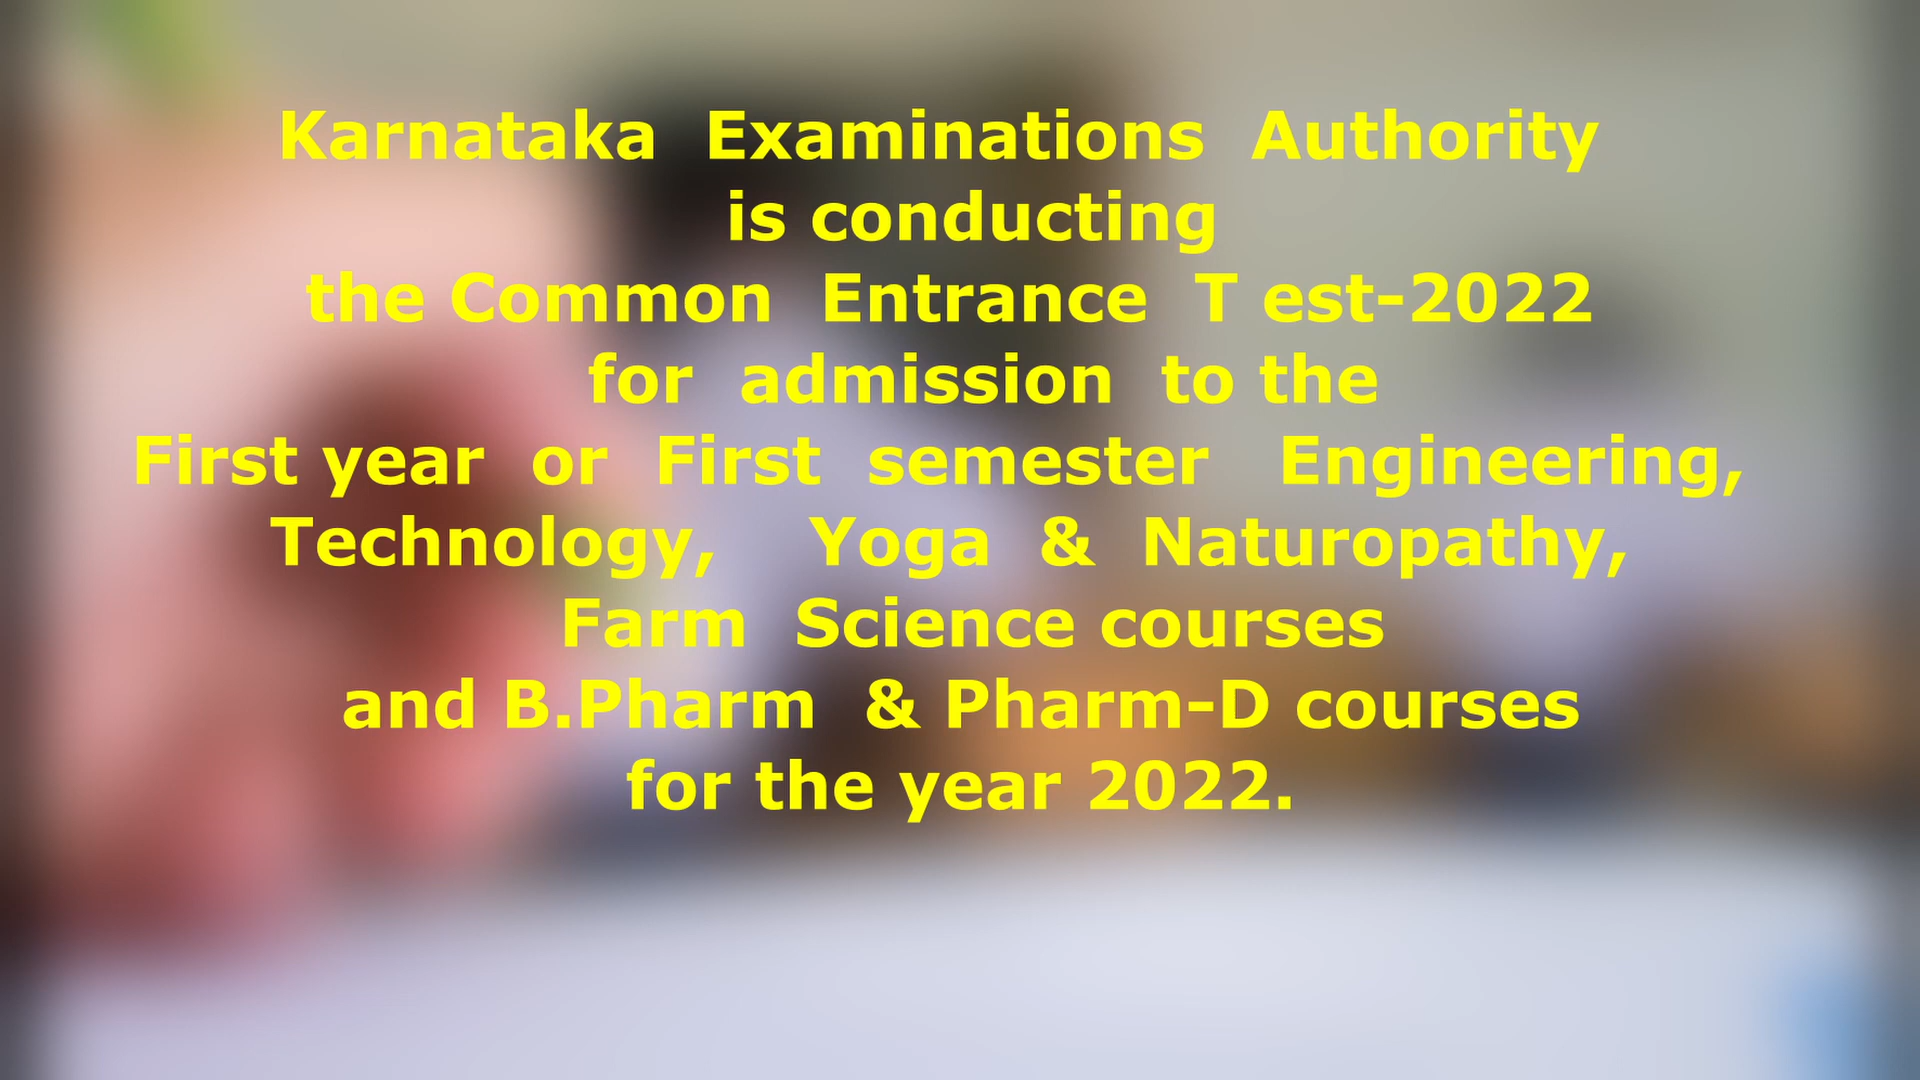 Karnataka Examinations Authority
is conducting
the Common Entrance T est-2022
for admission to the
First year or First semester Engineering,
Technology, Yoga & Naturopathy,
Farm Science courses
and B.Pharm & Pharm-D courses
for the year 2022.